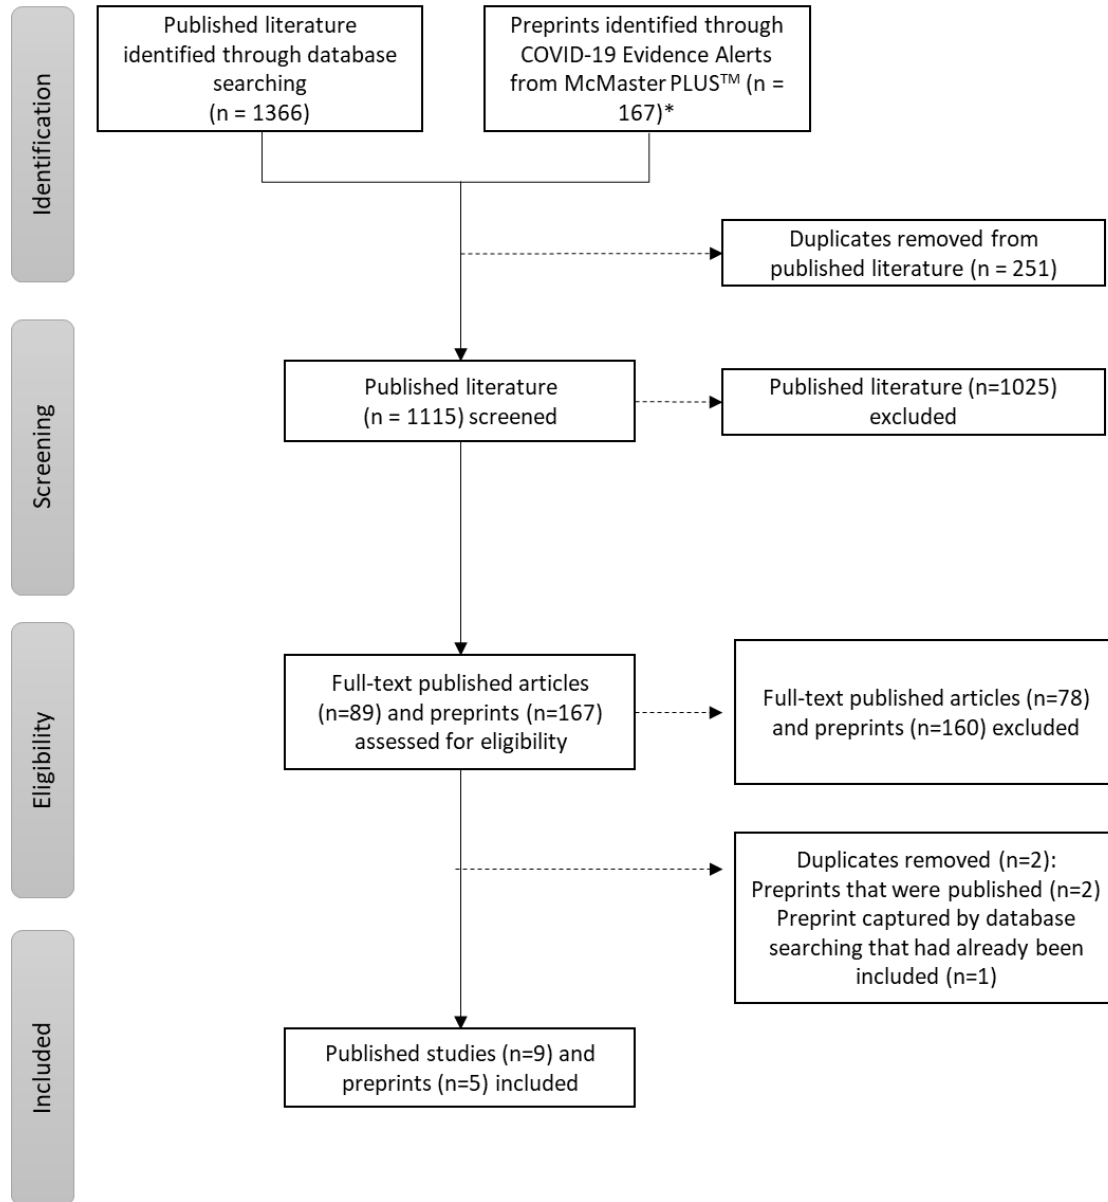 Identification
Published literature
identified through database
searching
(n = 1366)
Preprints identified through
COVID-19 Evidence Alerts
from McMaster PLUS™ (n =
167)*
Duplicates removed from
published literature (n = 251)
Screening
Published literature
(n = 1115) screened
Published literature (n=1025)
excluded
Eligibility
Full-text published articles
(n=89) and preprints (n=167)
assessed for eligibility
Full-text published articles (n=78)
and preprints (n=160) excluded
Duplicates removed (n=2):
Preprints that were published (n=2)
Preprint captured by database
searching that had already been
included (n=1)
Included
Published studies (n=9) and
preprints (n=5) included